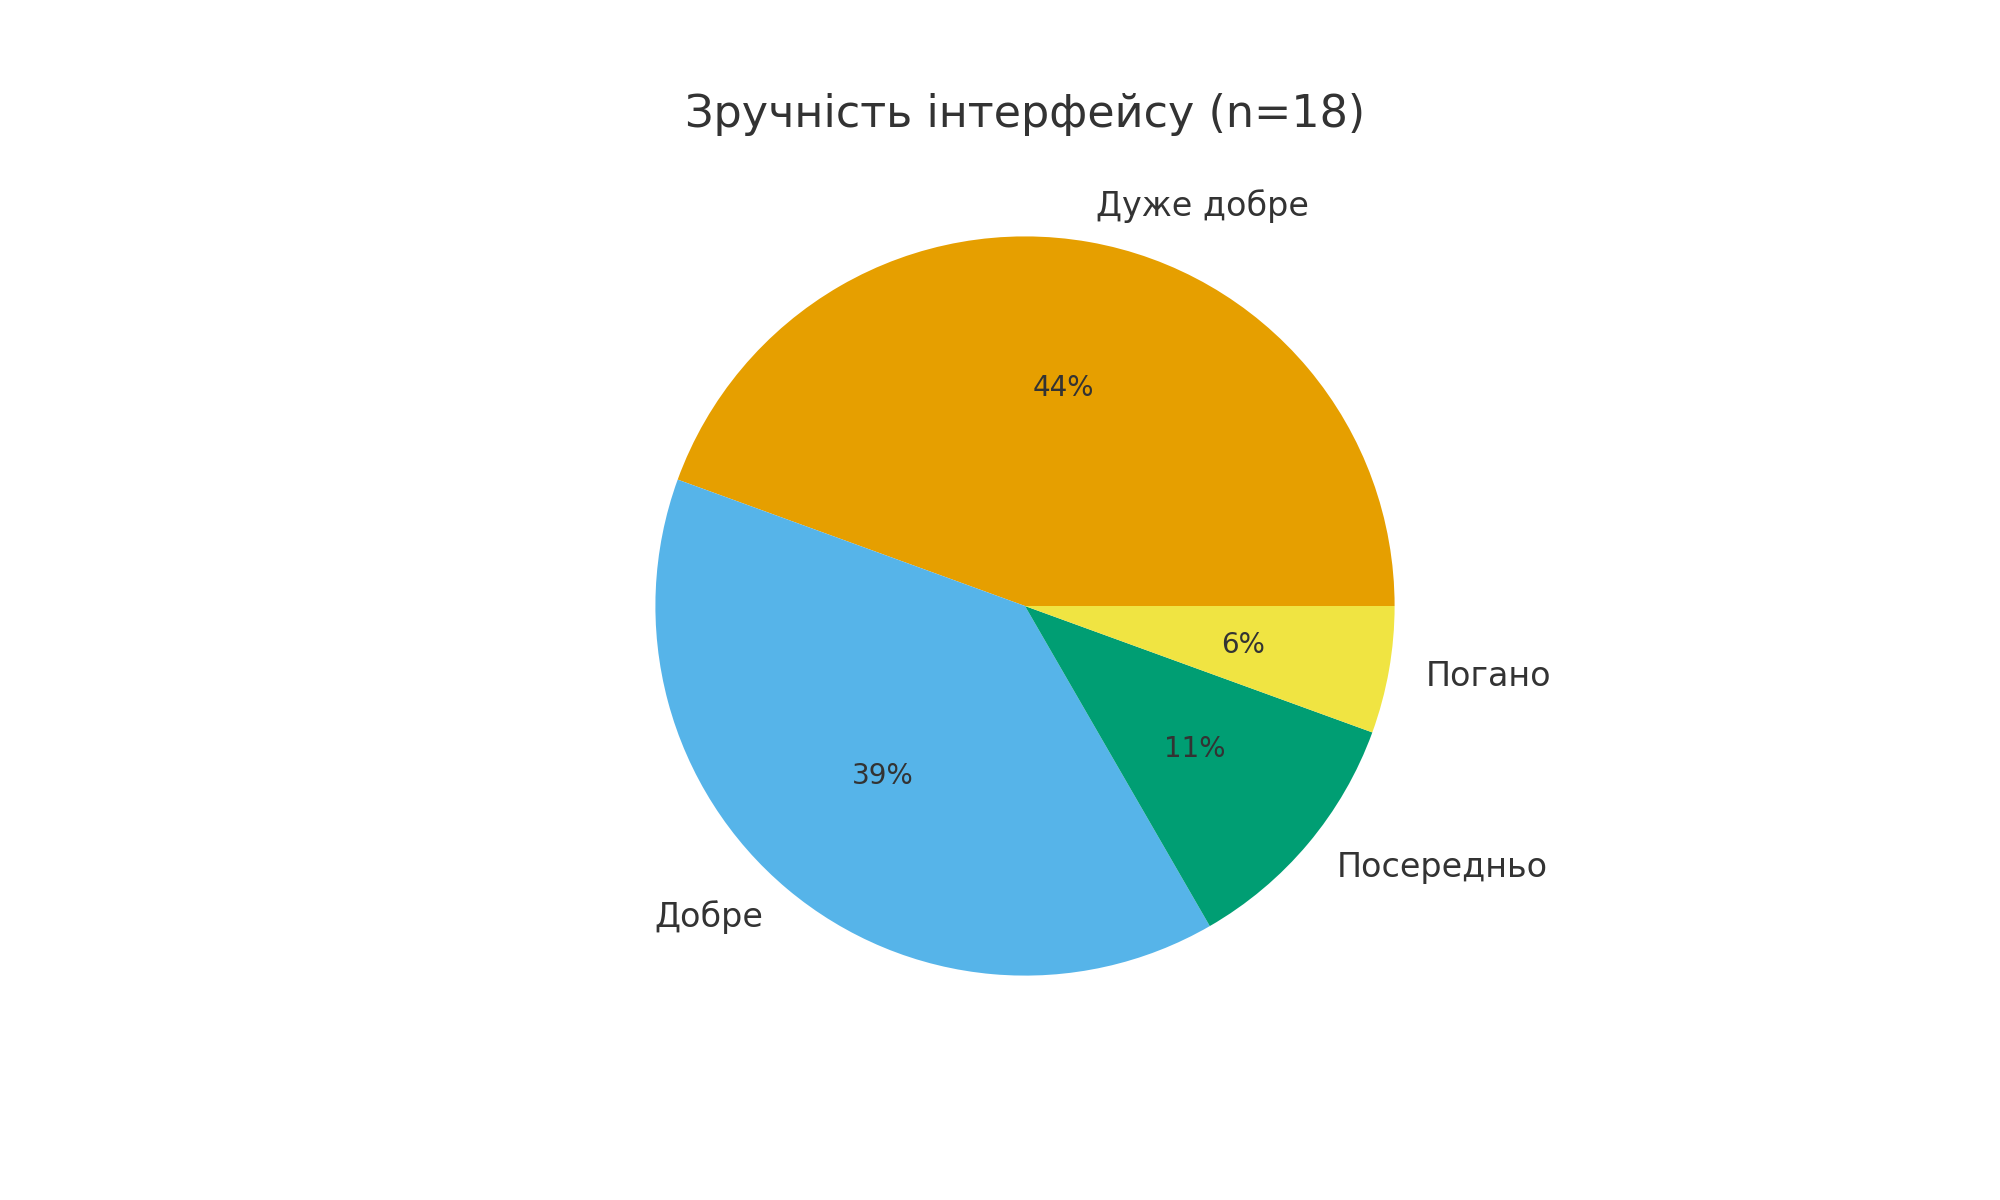 Зручність інтерфейсу (n=18)
Дуже добре
44%
6%
Погано
11%
39%
Посередньо
Добре